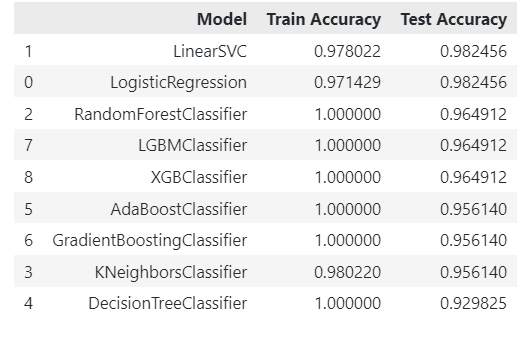 Model Train Accuracy Test Accuracy
1 LinearSVC 0.978022 0.982456
0 LogisticRegression 0.971429 0.982456
2 RandomForestClassifier 1.000000 0.964912
7 LGBMClassifier 1.000000 0.964912
8 XGBClassifier 1.000000 0.964912
5 AdaBoostClassifier 1.000000 0.956140
6 GradientBoostingClassifier 1.000000 0.956140
3 KNeighborsClassifier 0.980220 0.956140
4 DecisionTreeClassifier 1.000000 0.929825